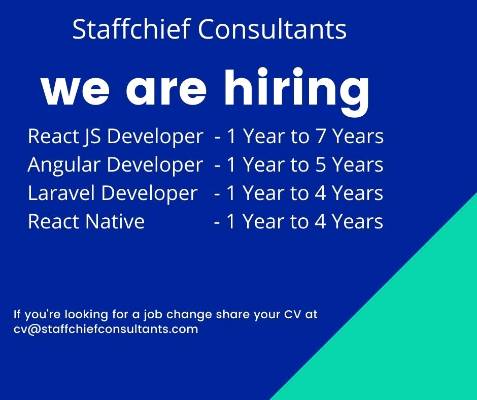 Staffchief Consultants
we are hiring
React JS Developer - 1 Year to 7 Years
Angular Developer - 1 Year to 5 Years
Laravel Developer - 1 Year to 4 Years
React Native - 1 Year to 4 Years
If you're looking for a job change share your CV at
cv@staffchiefconsultants.com